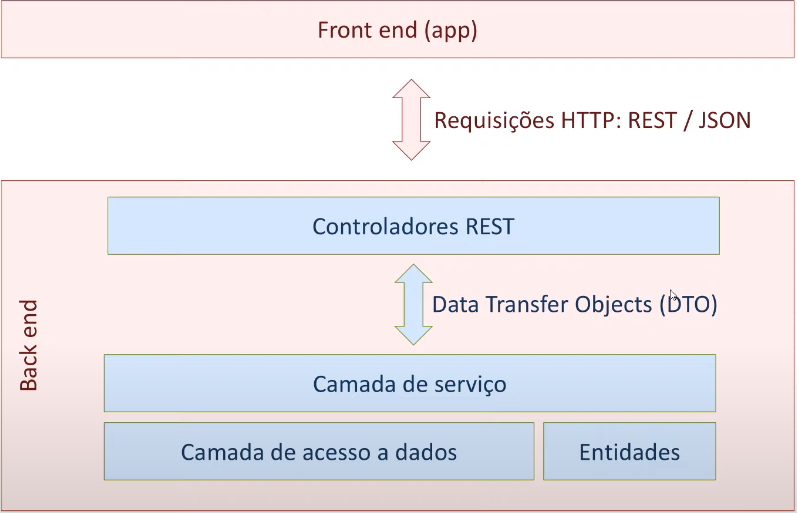 Front end (app)
Requisições HTTP: REST / JSON
Controladores REST
Data Transfer Objects (DTO)
Back end
Camada de serviço
Camada de acesso a dados
Entidades